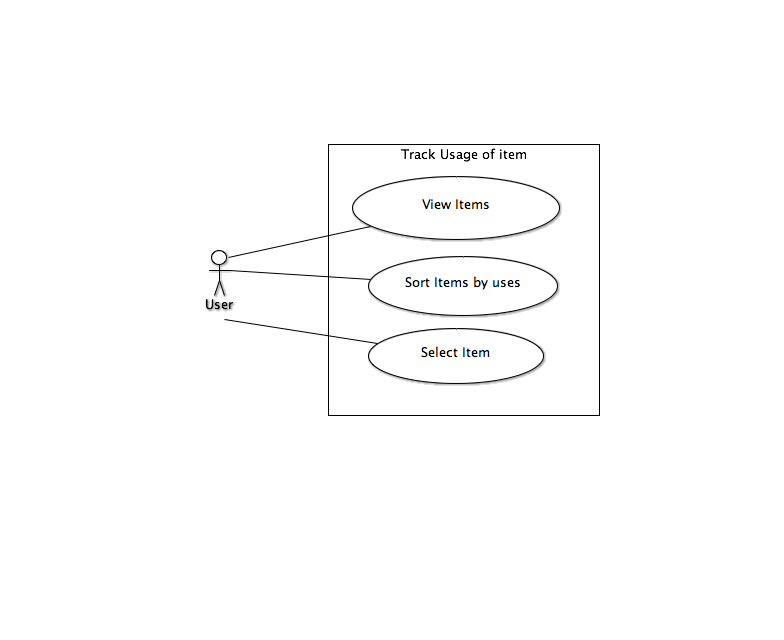 Track Usage of item
View Items
Sort Items by uses
User
Select Item